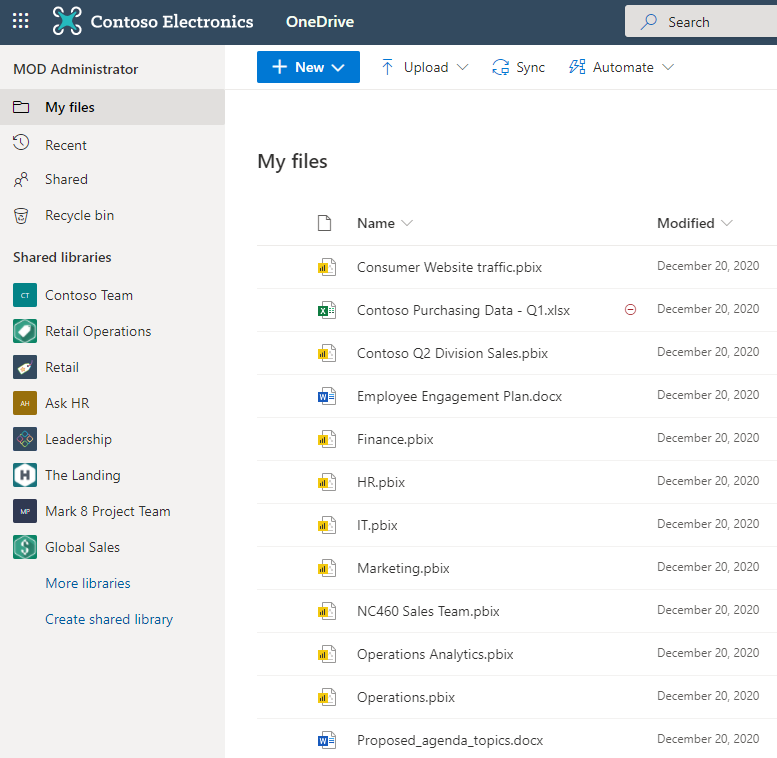 Contoso Electronics OneDrive Search
MOD Administrator
New Upload Sync Automate
My files
Recent
Shared
Recycle bin
Shared libraries
CT Contoso Team
Retail Operations
Retail
AH Ask HR
Leadership
H The Landing
MP Mark 8 Project Team
$ Global Sales
More libraries
Create shared library
My files
Name Modified
Consumer Website traffic.pbix December 20, 2020
Contoso Purchasing Data - Q1.xlsx December 20, 2020
Contoso Q2 Division Sales.pbix December 20, 2020
Employee Engagement Plan.docx December 20, 2020
Finance.pbix December 20, 2020
HR.pbix December 20, 2020
IT.pbix December 20, 2020
Marketing.pbix December 20, 2020
NC460 Sales Team.pbix December 20, 2020
Operations Analytics.pbix December 20, 2020
Operations.pbix December 20, 2020
Proposed_agenda_topics.docx December 20, 2020